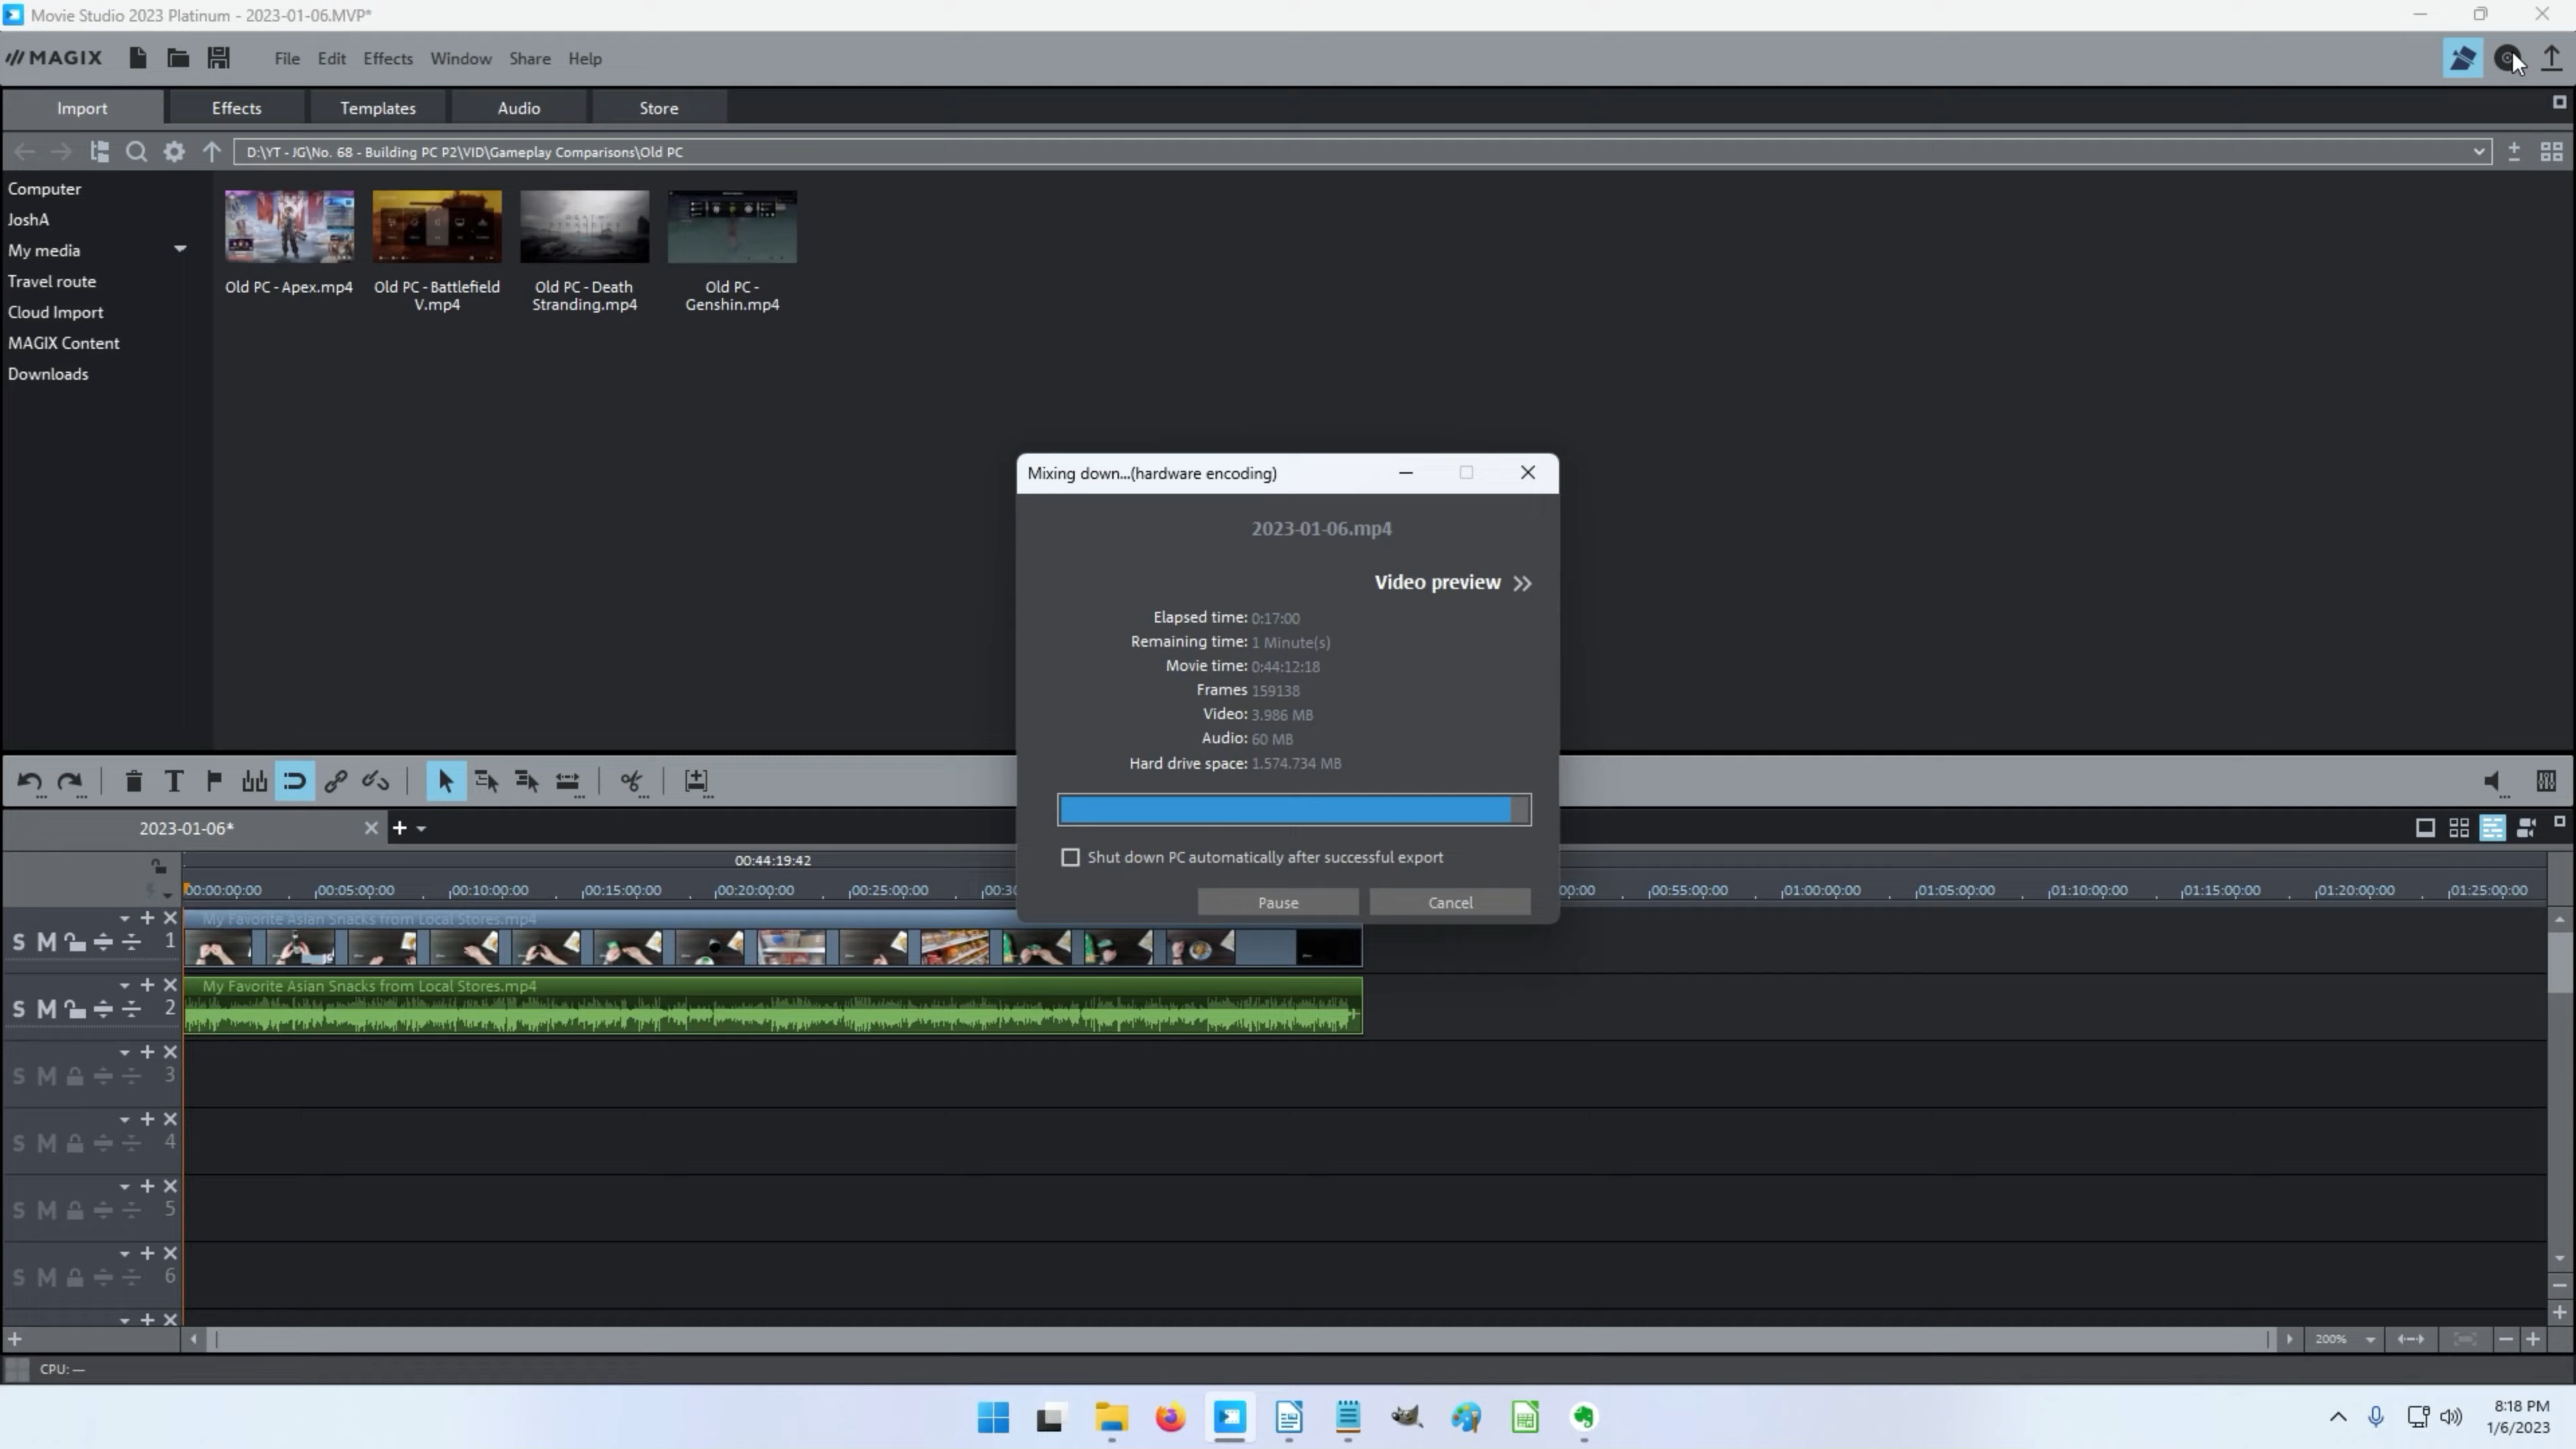 Movie Studio 2023 Platinum - 2023-01-06.MVP*
MAGIX
File Edit Effects Window Share Help
Import Effects Templates Audio Store
D:\YT - JG\No. 68 - Building PC P2\VID\Gameplay Comparisons\Old PC
Computer
JoshA
My media
Travel route
Cloud Import
MAGIX Content
Downloads
Old PC - Apex.mp4
Old PC - Battlefield
V.mp4
Old PC - Death
Stranding.mp4
Old PC -
Genshin.mp4
Mixing down...(hardware encoding)
2023-01-06.mp4
Video preview
Elapsed time: 0:17:00
Remaining time: 1 Minute(s)
Movie time: 0:44:12:18
Frames 159138
Video: 3.986 MB
Audio: 60 MB
Hard drive space: 1.574.734 MB
Shut down PC automatically after successful export
Pause Cancel
2023-01-06*
00:44:19:42
00:00:00:00 00:05:00:00 00:10:00:00 00:15:00:00 00:20:00:00 00:25:00:00 00:30 00:00 00:55:00:00 01:00:00:00 01:05:00:00 01:10:00:00 01:15:00:00 01:20:00:00 01:25:00:00
My Favorite Asian Snacks from Local Stores.mp4
S M 1
My Favorite Asian Snacks from Local Stores.mp4
S M 2
S M 3
S M 4
S M 5
S M 6
200%
CPU: —
8:18 PM
1/6/2023